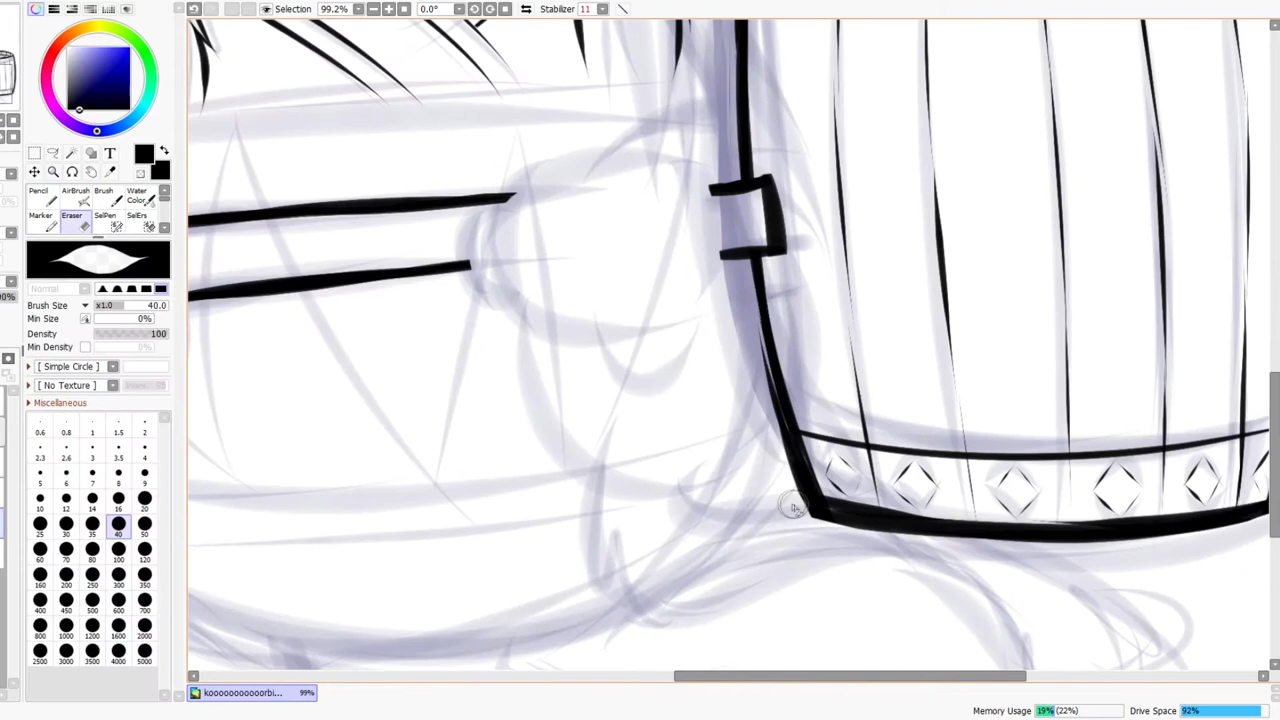 Selection 99.2% 0.0° Stabilizer 11
T
Pencil AirBrush Brush Water Color
Marker Eraser SelPen SelErs
Normal
Brush Size x1.0 40.0
Min Size 0%
Density 100
Min Density 0%
[ Simple Circle ]
[ No Texture ] 95
Miscellaneous
0.6 0.8 1 1.5 2
2.3 2.6 3 3.5 4
5 6 7 8 9
10 12 14 16 20
25 30 35 40 50
60 70 80 100 120
160 200 250 300 350
400 450 500 600 700
800 1000 1200 1600 2000
2500 3000 3500 4000 5000
koooooooooorbi... 99%
Memory Usage 19% (22%) Drive Space 92%